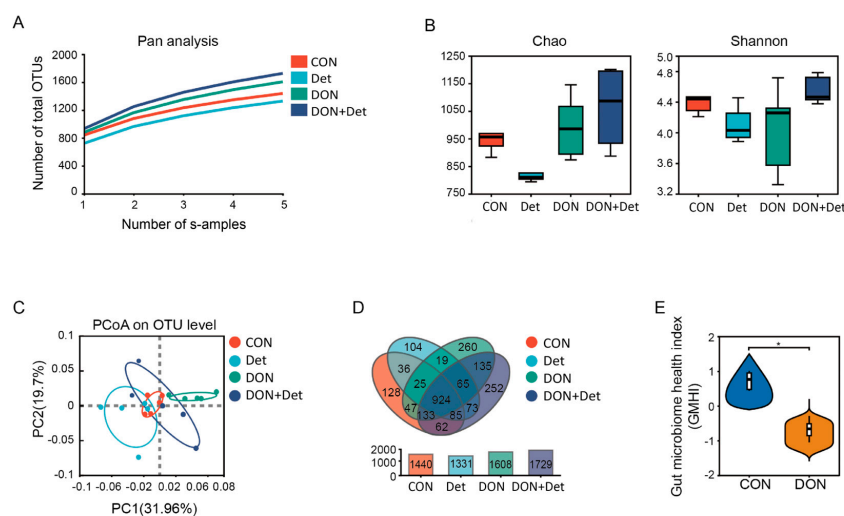 A
Pan analysis
Number of total OTUs
2000
1600
1200
800
400
0
1 2 3 4 5
Number of s-samples
CON
Det
DON
DON+Det
B
Chao
1250
1150
1050
950
850
750
CON Det DON DON+Det
Shannon
4.8
4.4
4.0
3.6
3.2
CON Det DON DON+Det
C
PCoA on OTU level
PC2(19.7%)
0.1
0.05
0
-0.05
-0.1
-0.1 -0.06 -0.02 0.02 0.06 0.08
PC1(31.96%)
CON
Det
DON
DON+Det
D
104 260
36 19 135
128 25 65 252
924
47 133 85 73
62
CON
Det
DON
DON+Det
2000
1000
0
1440 1331 1608 1729
CON Det DON DON+Det
E
Gut microbiome health index
(GMHI)
2
1
0
-1
-2
*
CON DON